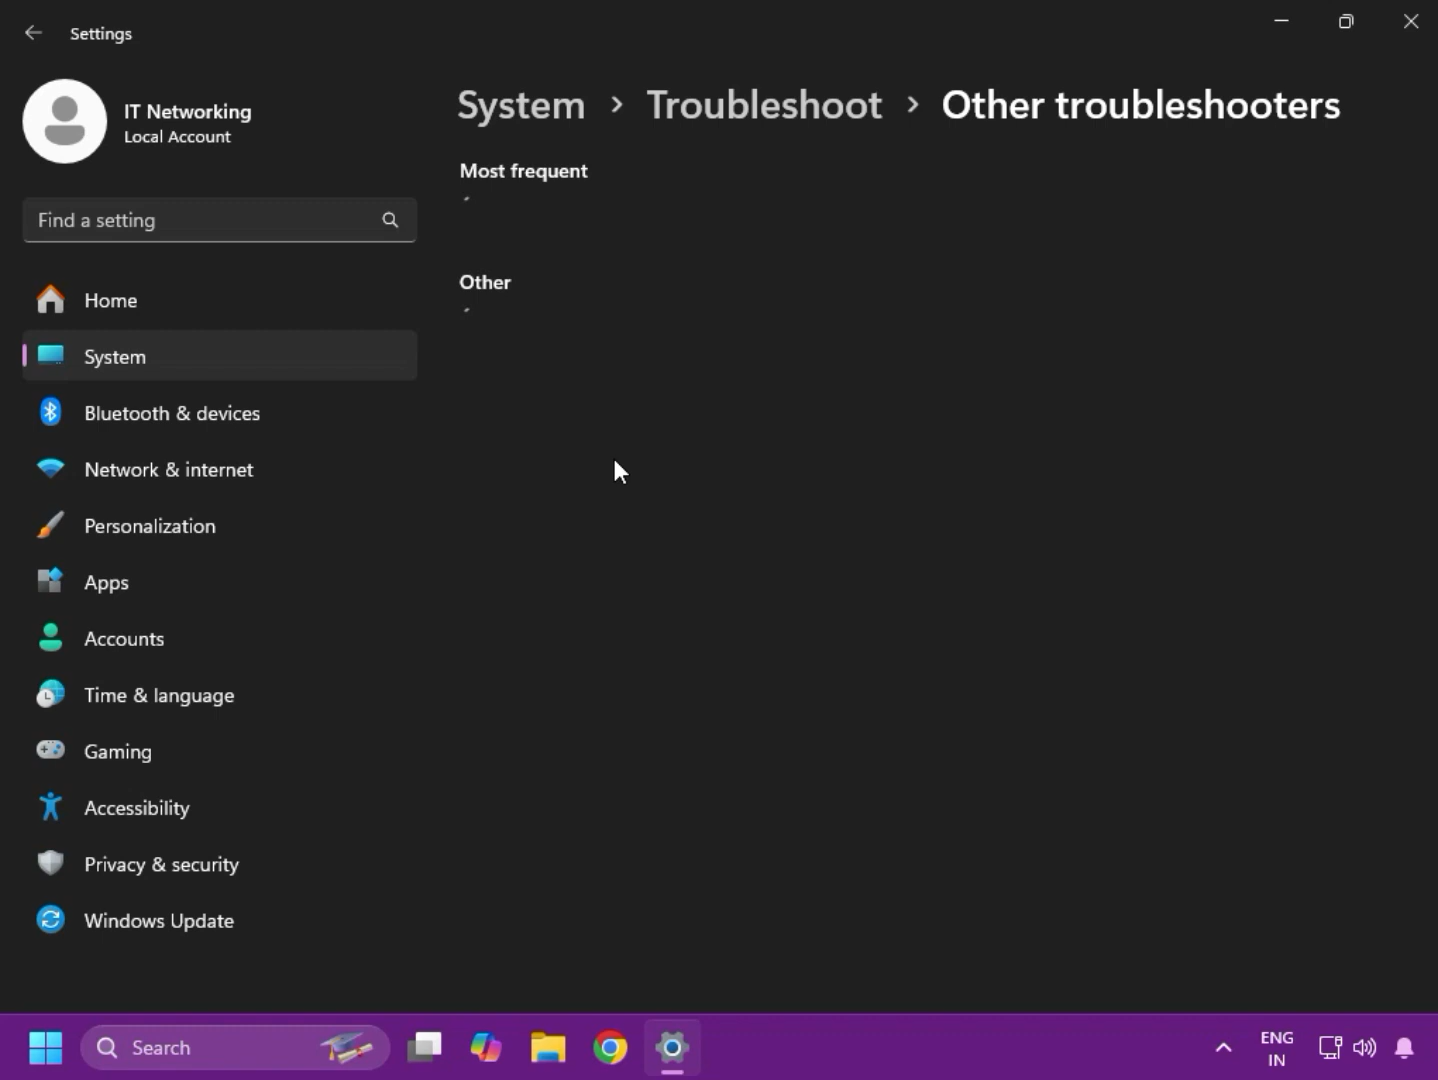 Settings
IT Networking
Local Account
System > Troubleshoot > Other troubleshooters
Most frequent
Other
Find a setting
Home
System
Bluetooth & devices
Network & internet
Personalization
Apps
Accounts
Time & language
Gaming
Accessibility
Privacy & security
Windows Update
Search
ENG
IN